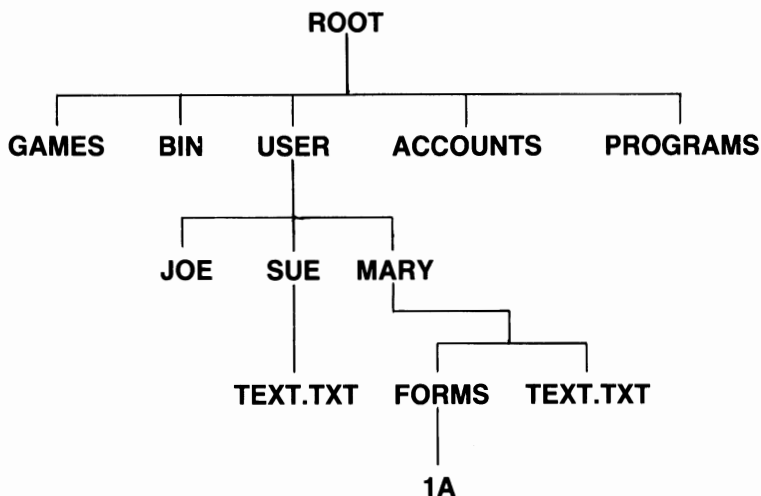 ROOT
GAMES BIN USER ACCOUNTS PROGRAMS
JOE SUE MARY
TEXT.TXT FORMS TEXT.TXT
1A